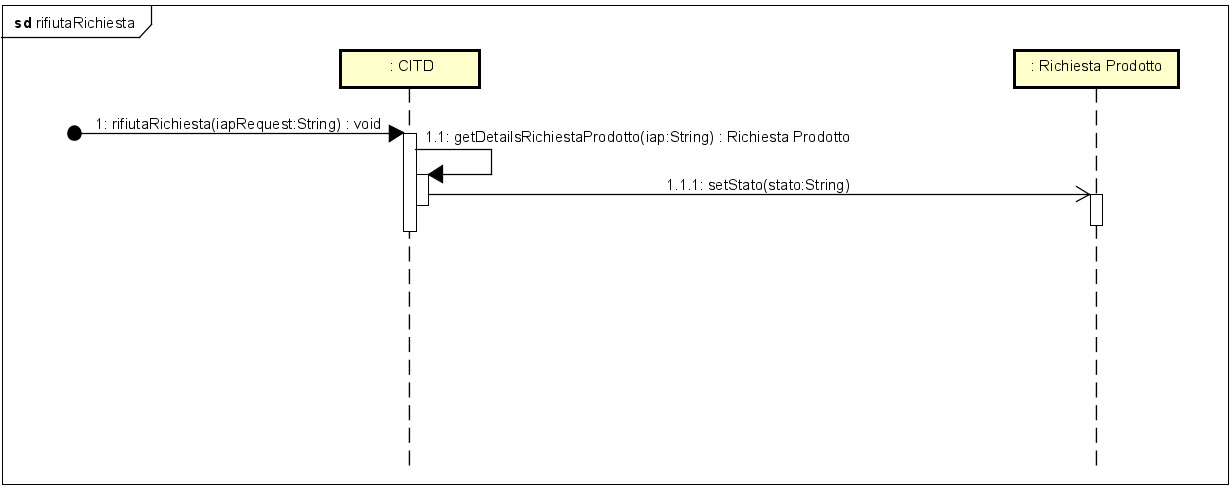 sd rifiutaRichiesta
: CITD
: Richiesta Prodotto
1: rifiutaRichiesta(iapRequest:String) : void
1.1: getDetailsRichiestaProdotto(iap:String) : Richiesta Prodotto
1.1.1: setStato(stato:String)